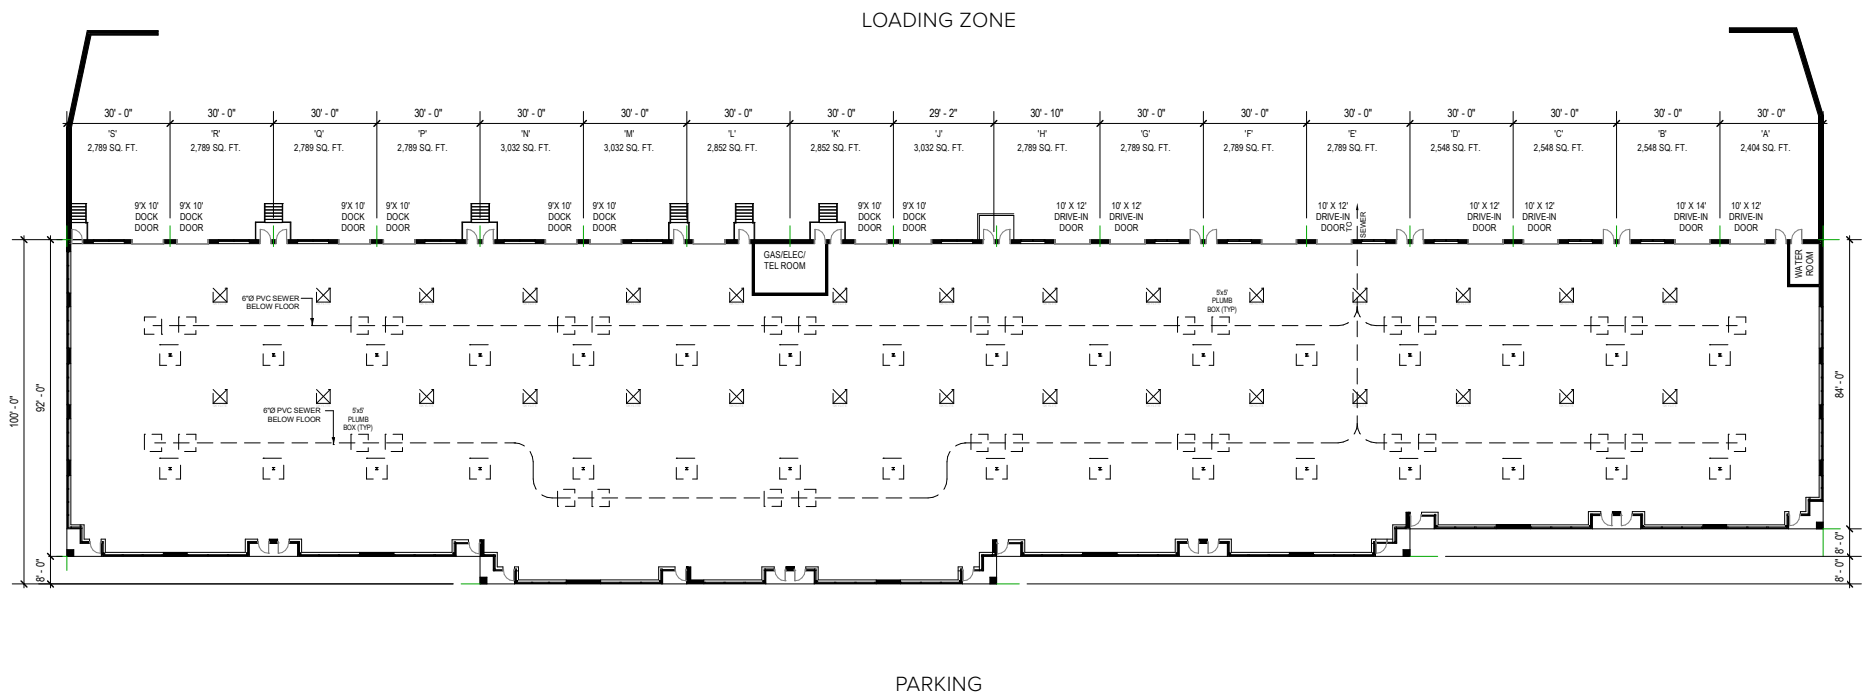 LOADING ZONE
30' - 0" 30' - 0" 30' - 0" 30' - 0" 30' - 0" 30' - 0" 30' - 0" 30' - 0" 29' - 2" 30' - 10" 30' - 0" 30' - 0" 30' - 0" 30' - 0" 30' - 0" 30' - 0" 30' - 0"
'S' 'R' 'Q' 'P' 'N' 'M' 'L' 'K' 'J' 'H' 'G' 'F' 'E' 'D' 'C' 'B' 'A'
2,789 SQ. FT. 2,789 SQ. FT. 2,789 SQ. FT. 2,789 SQ. FT. 3,032 SQ. FT. 3,032 SQ. FT. 2,852 SQ. FT. 2,852 SQ. FT. 3,032 SQ. FT. 2,789 SQ. FT. 2,789 SQ. FT. 2,789 SQ. FT. 2,789 SQ. FT. 2,548 SQ. FT. 2,548 SQ. FT. 2,548 SQ. FT. 2,404 SQ. FT.
9'X 10' 9'X 10' 9'X 10' 9'X 10' 9'X 10' 9'X 10' 9'X 10' 9'X 10' 10' X 12' 10' X 12' 10' X 12' 10' X 12' 10' X 12' 10' X 12' 10' X 14' 10' X 12'
DOCK DOCK DOCK DOCK DOCK DOCK DOCK DOCK DRIVE-IN DRIVE-IN DRIVE-IN DRIVE-IN DRIVE-IN DRIVE-IN DRIVE-IN DRIVE-IN
DOOR DOOR DOOR DOOR DOOR DOOR DOOR DOOR DOOR DOOR DOOR DOOR DOOR DOOR DOOR DOOR
TO
SEWER
GAS/ELEC/
TEL ROOM
WATER
ROOM
6"Ø PVC SEWER
BELOW FLOOR
5'x5'
PLUMB
BOX (TYP)
6"Ø PVC SEWER
BELOW FLOOR
5'x5'
PLUMB
BOX (TYP)
100' - 0"
92' - 0"
8' - 0"
84' - 0"
8' - 0"
8' - 0"
PARKING